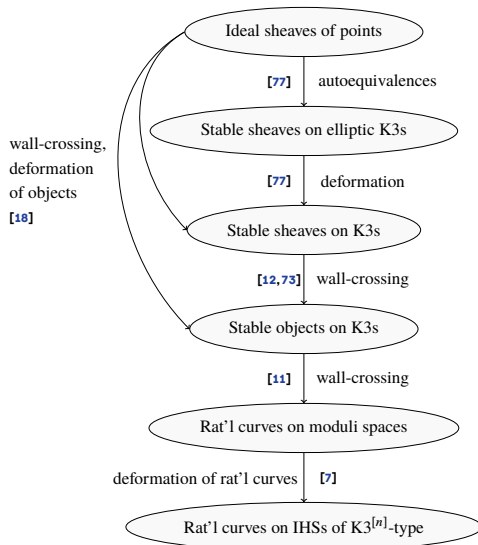 Ideal sheaves of points
[77] autoequivalences
Stable sheaves on elliptic K3s
wall-crossing,
deformation
of objects
[18]
[77] deformation
Stable sheaves on K3s
[12,73] wall-crossing
Stable objects on K3s
[11] wall-crossing
Rat'l curves on moduli spaces
deformation of rat'l curves [7]
Rat'l curves on IHSs of K3^[n]-type